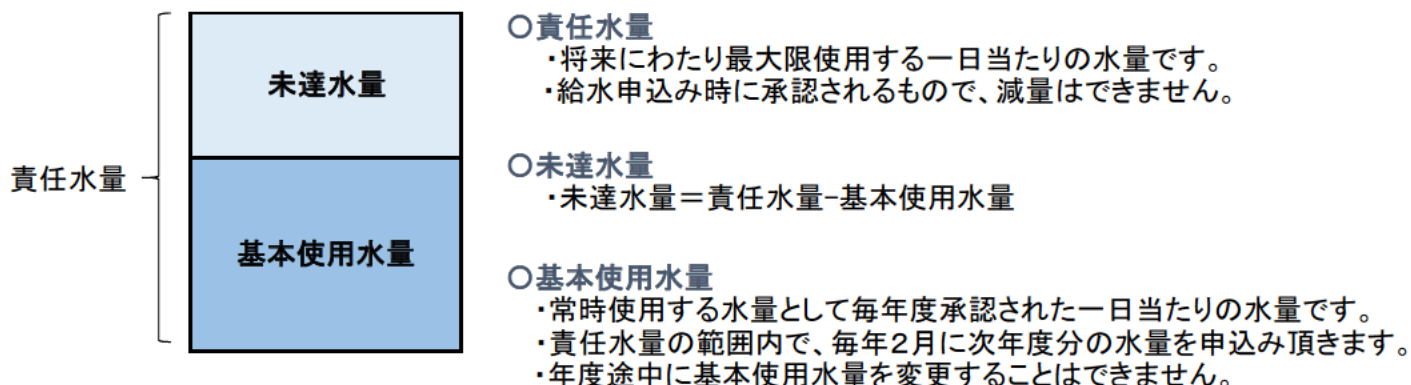 未達水量
責任水量
基本使用水量
○責任水量
・将来にわたり最大限使用する一日当たりの水量です。
・給水申込み時に承認されるもので、減量はできません。
○未達水量
・未達水量＝責任水量-基本使用水量
○基本使用水量
・常時使用する水量として毎年度承認された一日当たりの水量です。
・責任水量の範囲内で、毎年２月に次年度分の水量を申込み頂きます。
・年度途中に基本使用水量を変更することはできません。